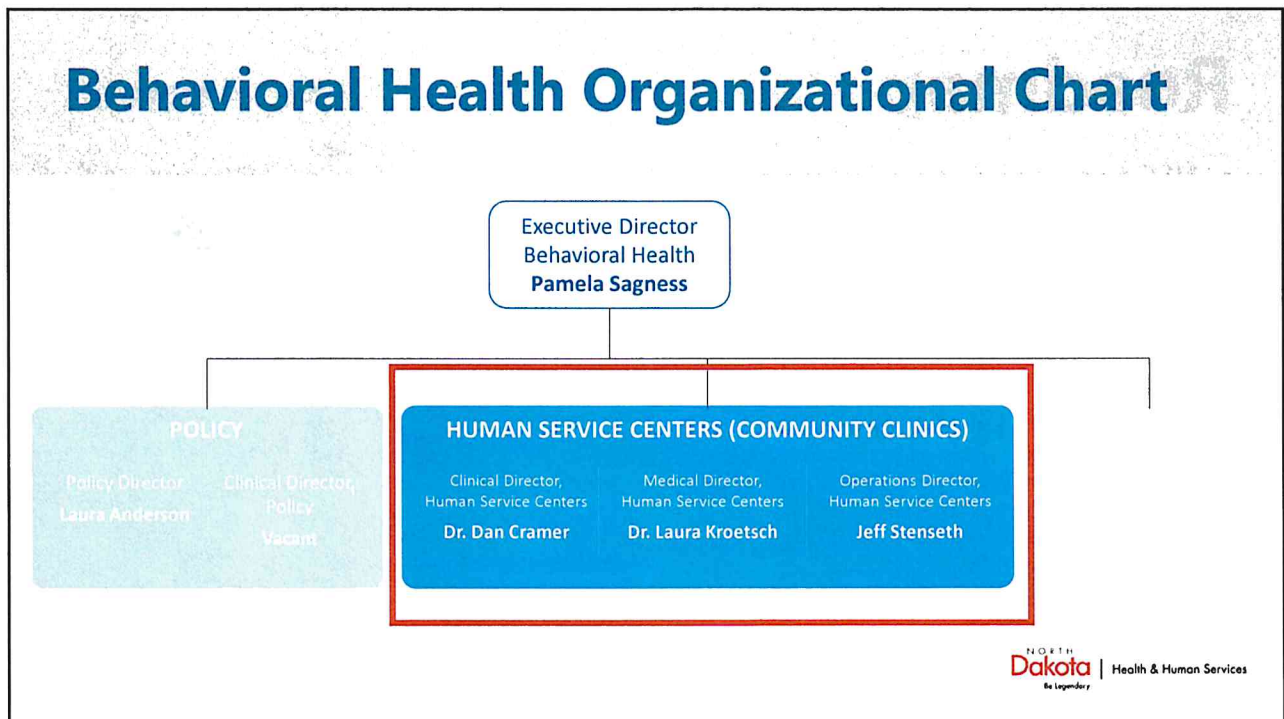 Behavioral Health Organizational Chart
Executive Director
Behavioral Health
Pamela Sagness
POLICY
Policy Director
Laura Anderson
Clinical Director,
Policy
Vacant
HUMAN SERVICE CENTERS (COMMUNITY CLINICS)
Clinical Director,
Human Service Centers
Dr. Dan Cramer
Medical Director,
Human Service Centers
Dr. Laura Kroetsch
Operations Director,
Human Service Centers
Jeff Stenseth
NORTH
Dakota | Health & Human Services
Be Legendary